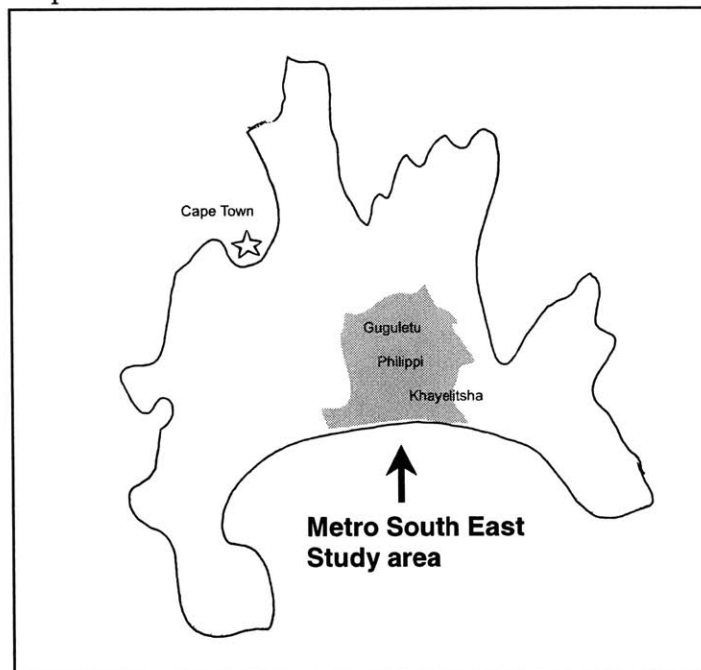 Cape Town
Guguletu
Philippi
Khayelitsha
Metro South East
Study area